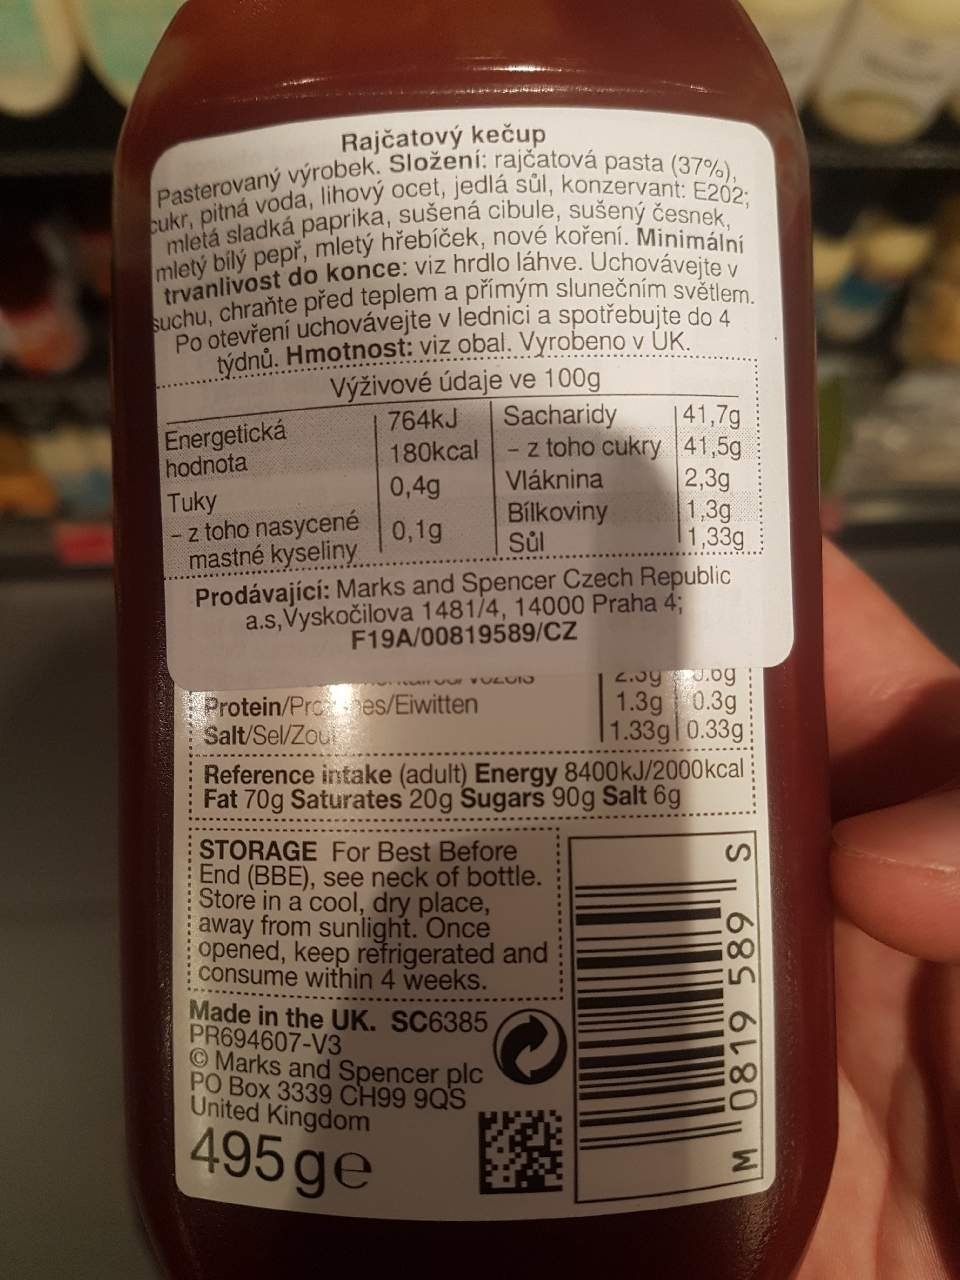 Rajčatový kečup
Pasterovaný výrobek. Složení: rajčatová pasta (37%),
cukr, pitná voda, lihový ocet, jedlá sůl, konzervant: E202;
mletá sladká paprika, sušená cibule, sušený česnek,
mletý bílý pepř, mletý hřebíček, nové koření. Minimální
trvanlivost do konce: viz hrdlo láhve. Uchovávejte v
suchu, chraňte před teplem a přímým slunečním světlem.
Po otevření uchovávejte v lednici a spotřebujte do 4
týdnů. Hmotnost: viz obal. Vyrobeno v UK.
Výživové údaje ve 100g
Energetická hodnota 764kJ 180kcal
Tuky 0,4g
- z toho nasycené mastné kyseliny 0,1g
Sacharidy 41,7g
- z toho cukry 41,5g
Vláknina 2,3g
Bílkoviny 1,3g
Sůl 1,33g
Prodávající: Marks and Spencer Czech Republic
a.s,Vyskočilova 1481/4, 14000 Praha 4;
F19A/00819589/CZ
2.3g 0.6g
Protein/ /Eiwitten 1.3g 0.3g
Salt/Sel/Zout 1.33g 0.33g
Reference intake (adult) Energy 8400kJ/2000kcal
Fat 70g Saturates 20g Sugars 90g Salt 6g
STORAGE For Best Before
End (BBE), see neck of bottle.
Store in a cool, dry place,
away from sunlight. Once
opened, keep refrigerated and
consume within 4 weeks.
Made in the UK. SC6385
PR694607-V3
© Marks and Spencer plc
PO Box 3339 CH99 9QS
United Kingdom
495g℮
M 0819 589 S